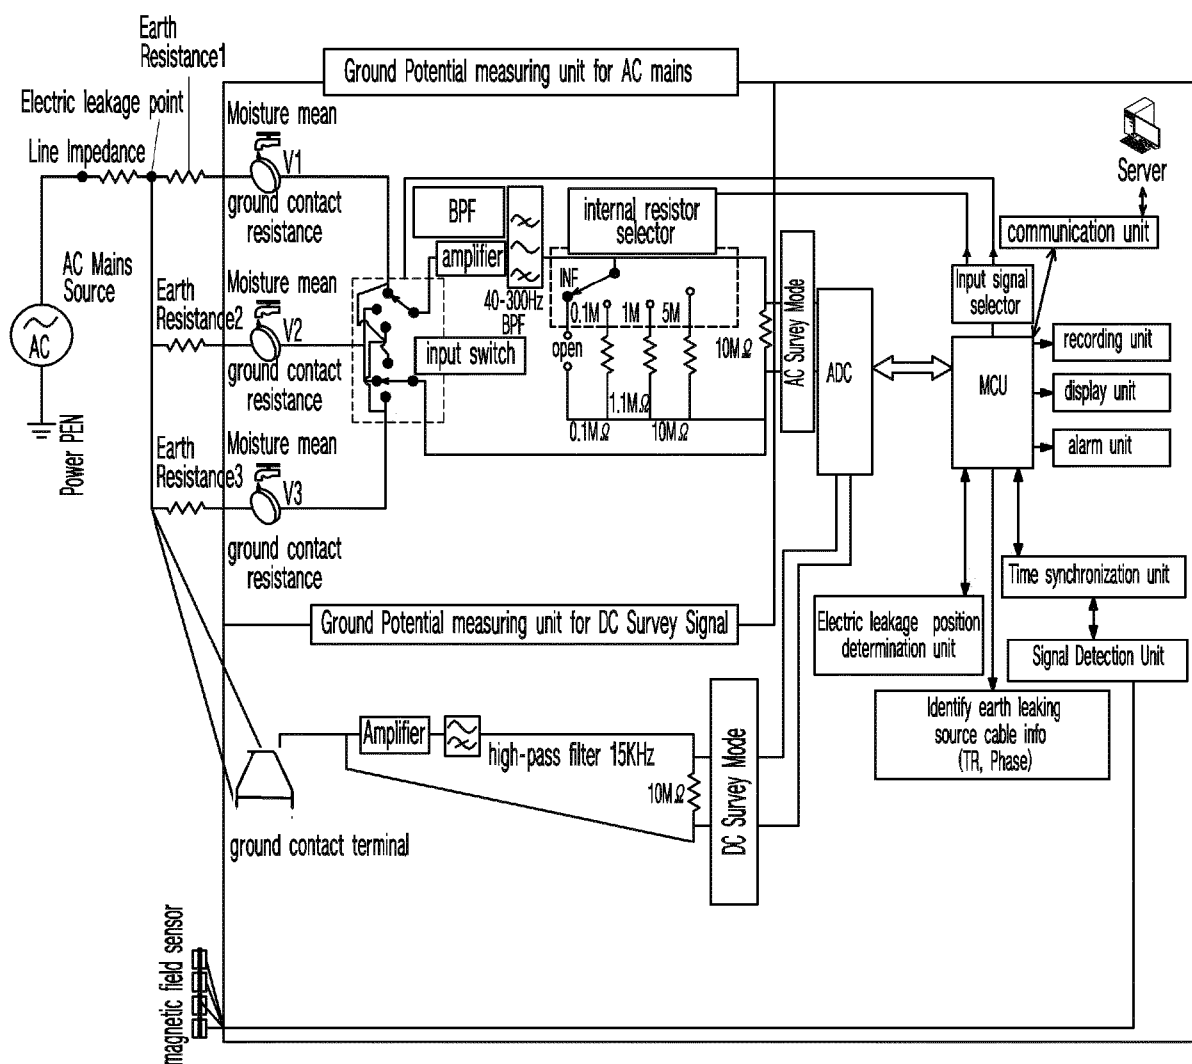 Earth
Resistance1
Ground Potential measuring unit for AC mains
Electric leakage point
Moisture mean
Line Impedance
V1
Server
ground contact
resistance
BPF
internal resistor
selector
communication unit
AC Mains
Source
Moisture mean
amplifier
INF
Input signal
selector
Earth
Resistance2
40-300Hz
BPF
0.1M
1M
5M
AC
V2
input switch
open
10MΩ
AC Survey Mode
ADC
MCU
recording unit
ground contact
resistance
display unit
1.1MΩ
0.1MΩ
10MΩ
Power PEN
Earth
Resistance3
Moisture mean
alarm unit
V3
ground contact
resistance
Time synchronization unit
Ground Potential measuring unit for DC Survey Signal
Electric leakage position
determination unit
Signal Detection Unit
Identify earth leaking
source cable info
(TR, Phase)
Amplifier
high-pass filter 15KHz
10MΩ
DC Survey Mode
ground contact terminal
magnetic field sensor